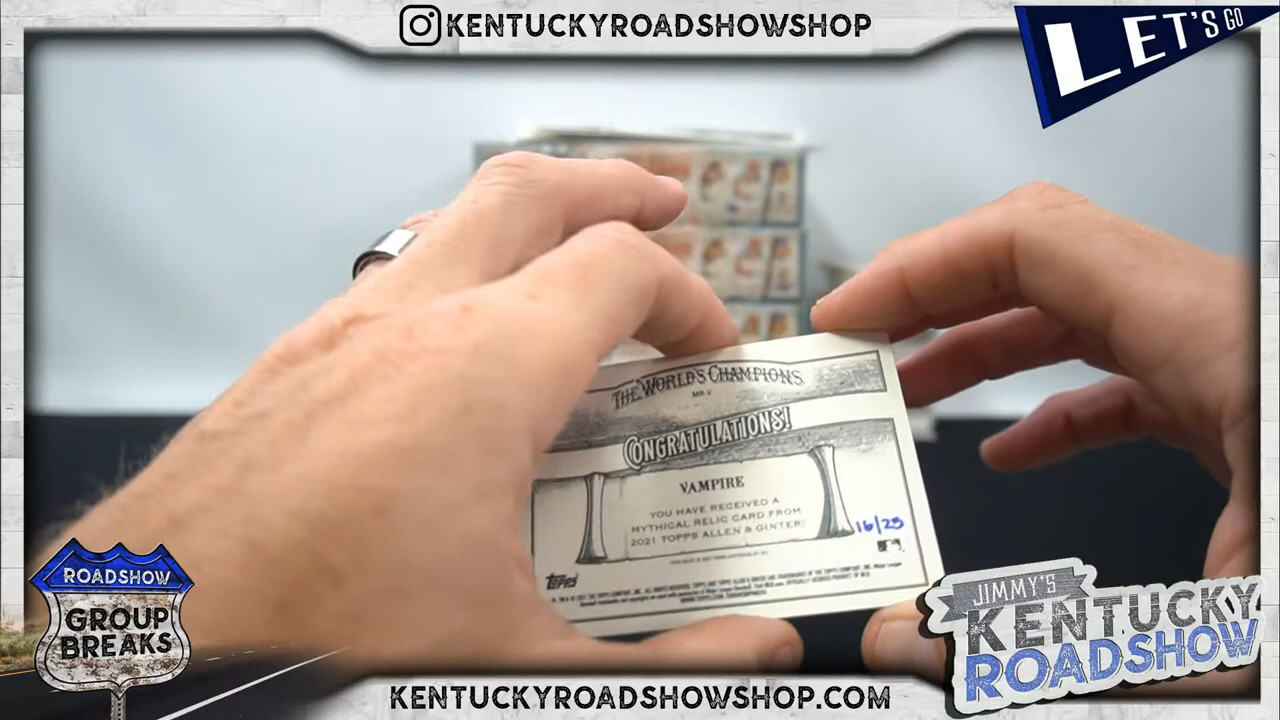 KENTUCKYROADSHOWSHOP
LET'S GO
THE WORLD'S CHAMPIONS
MR-V
CONGRATULATIONS!
VAMPIRE
YOU HAVE RECEIVED A
MYTHICAL RELIC CARD FROM
2021 TOPPS ALLEN & GINTER!
16/25
Topps
ROADSHOW
GROUP
BREAKS
JIMMY'S
KENTUCKY
ROADSHOW
KENTUCKYROADSHOWSHOP.COM